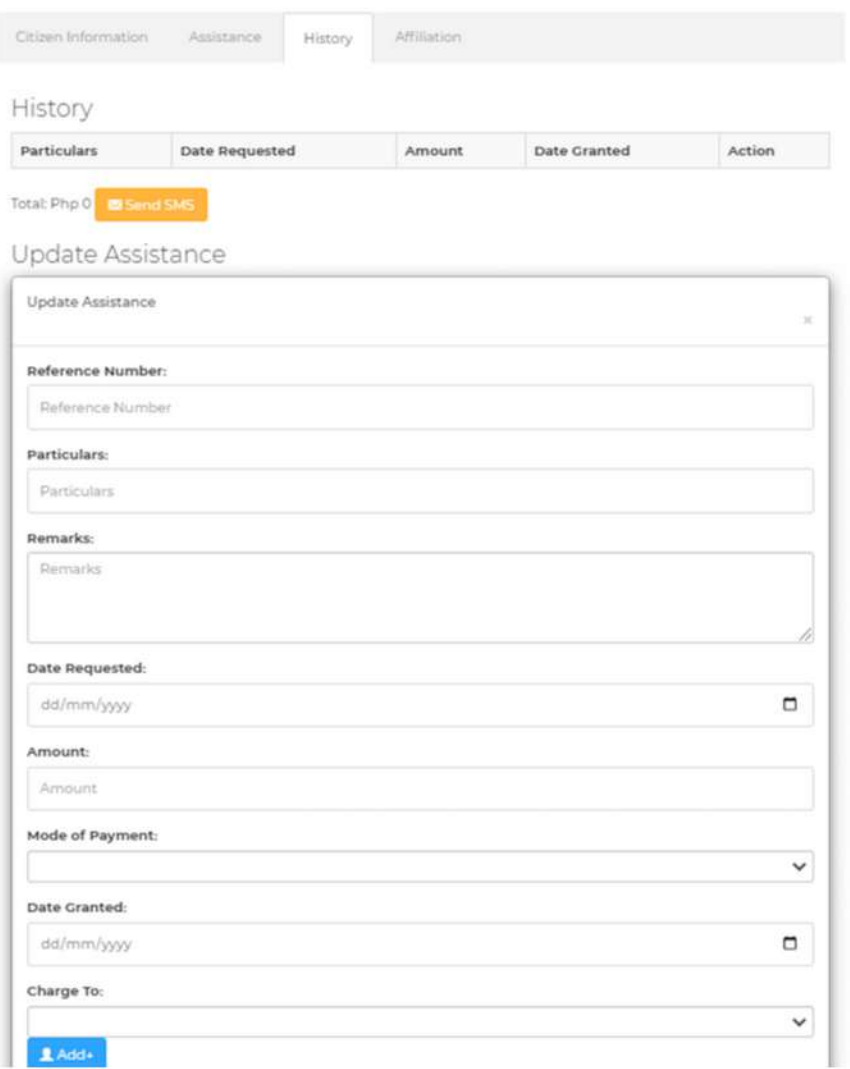 Citizen Information Assistance History Affiliation
History
Particulars Date Requested Amount Date Granted Action
Total: Php 0 Send SMS
Update Assistance
Update Assistance
×
Reference Number:
Reference Number
Particulars:
Particulars
Remarks:
Remarks
Date Requested:
dd/mm/yyyy
Amount:
Amount
Mode of Payment:
Date Granted:
dd/mm/yyyy
Charge To:
Add+